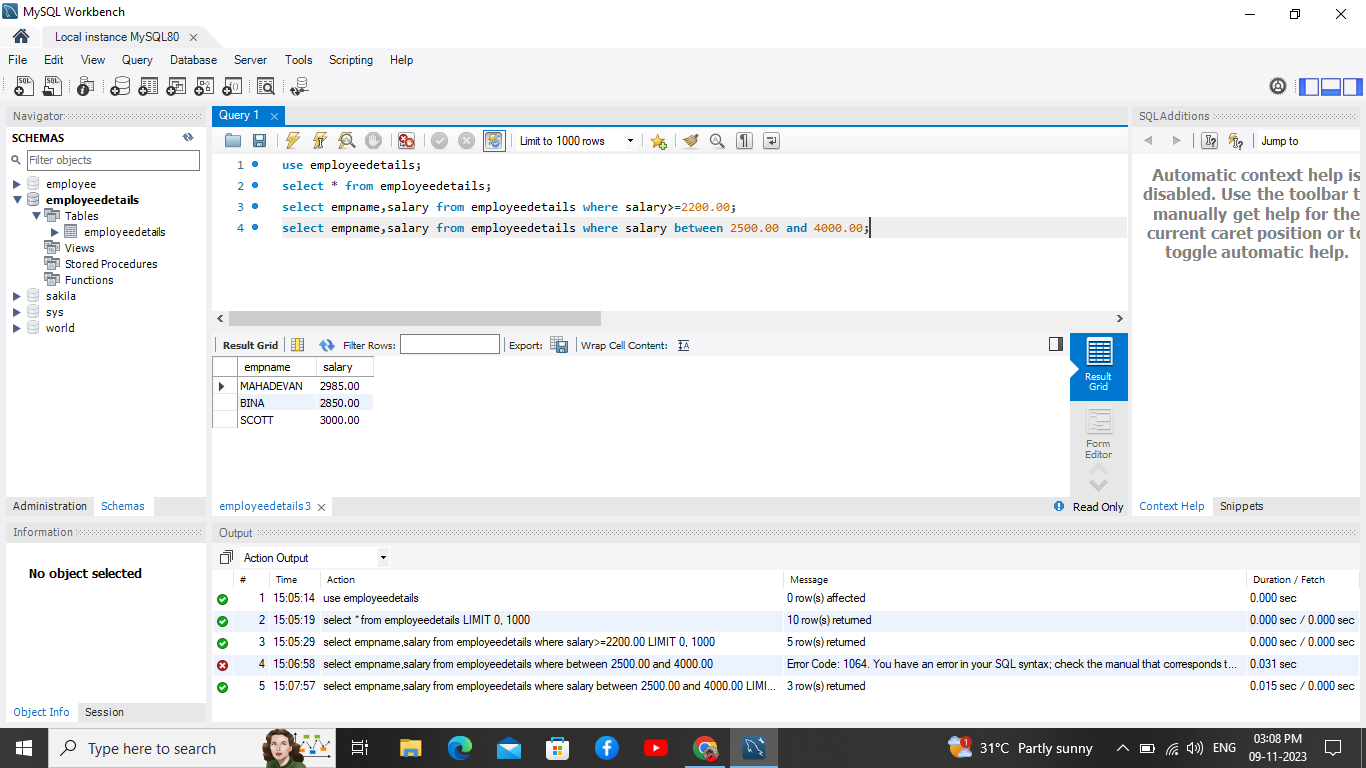 MySQL Workbench
Local instance MySQL80
File Edit View Query Database Server Tools Scripting Help
Navigator
SCHEMAS
Filter objects
employee
employeedetails
Tables
employeedetails
Views
Stored Procedures
Functions
sakila
sys
world
Administration Schemas
Information
No object selected
Object Info Session
Query 1
Limit to 1000 rows
1 use employeedetails;
2 select * from employeedetails;
3 select empname,salary from employeedetails where salary>=2200.00;
4 select empname,salary from employeedetails where salary between 2500.00 and 4000.00;
Result Grid Filter Rows: Export: Wrap Cell Content:
empname salary
MAHADEVAN 2985.00
BINA 2850.00
SCOTT 3000.00
Result
Grid
Form
Editor
employeedetails 3
Read Only
SQLAdditions
Jump to
Automatic context help is
disabled. Use the toolbar t
manually get help for the
current caret position or to
toggle automatic help.
Context Help Snippets
Output
Action Output
# Time Action Message Duration / Fetch
1 15:05:14 use employeedetails 0 row(s) affected 0.000 sec
2 15:05:19 select * from employeedetails LIMIT 0, 1000 10 row(s) returned 0.000 sec / 0.000 sec
3 15:05:29 select empname,salary from employeedetails where salary>=2200.00 LIMIT 0, 1000 5 row(s) returned 0.000 sec / 0.000 sec
4 15:06:58 select empname,salary from employeedetails where between 2500.00 and 4000.00 Error Code: 1064. You have an error in your SQL syntax; check the manual that corresponds t... 0.031 sec
5 15:07:57 select empname,salary from employeedetails where salary between 2500.00 and 4000.00 LIMI... 3 row(s) returned 0.015 sec / 0.000 sec
Type here to search
1
31°C Partly sunny
ENG
03:08 PM
09-11-2023